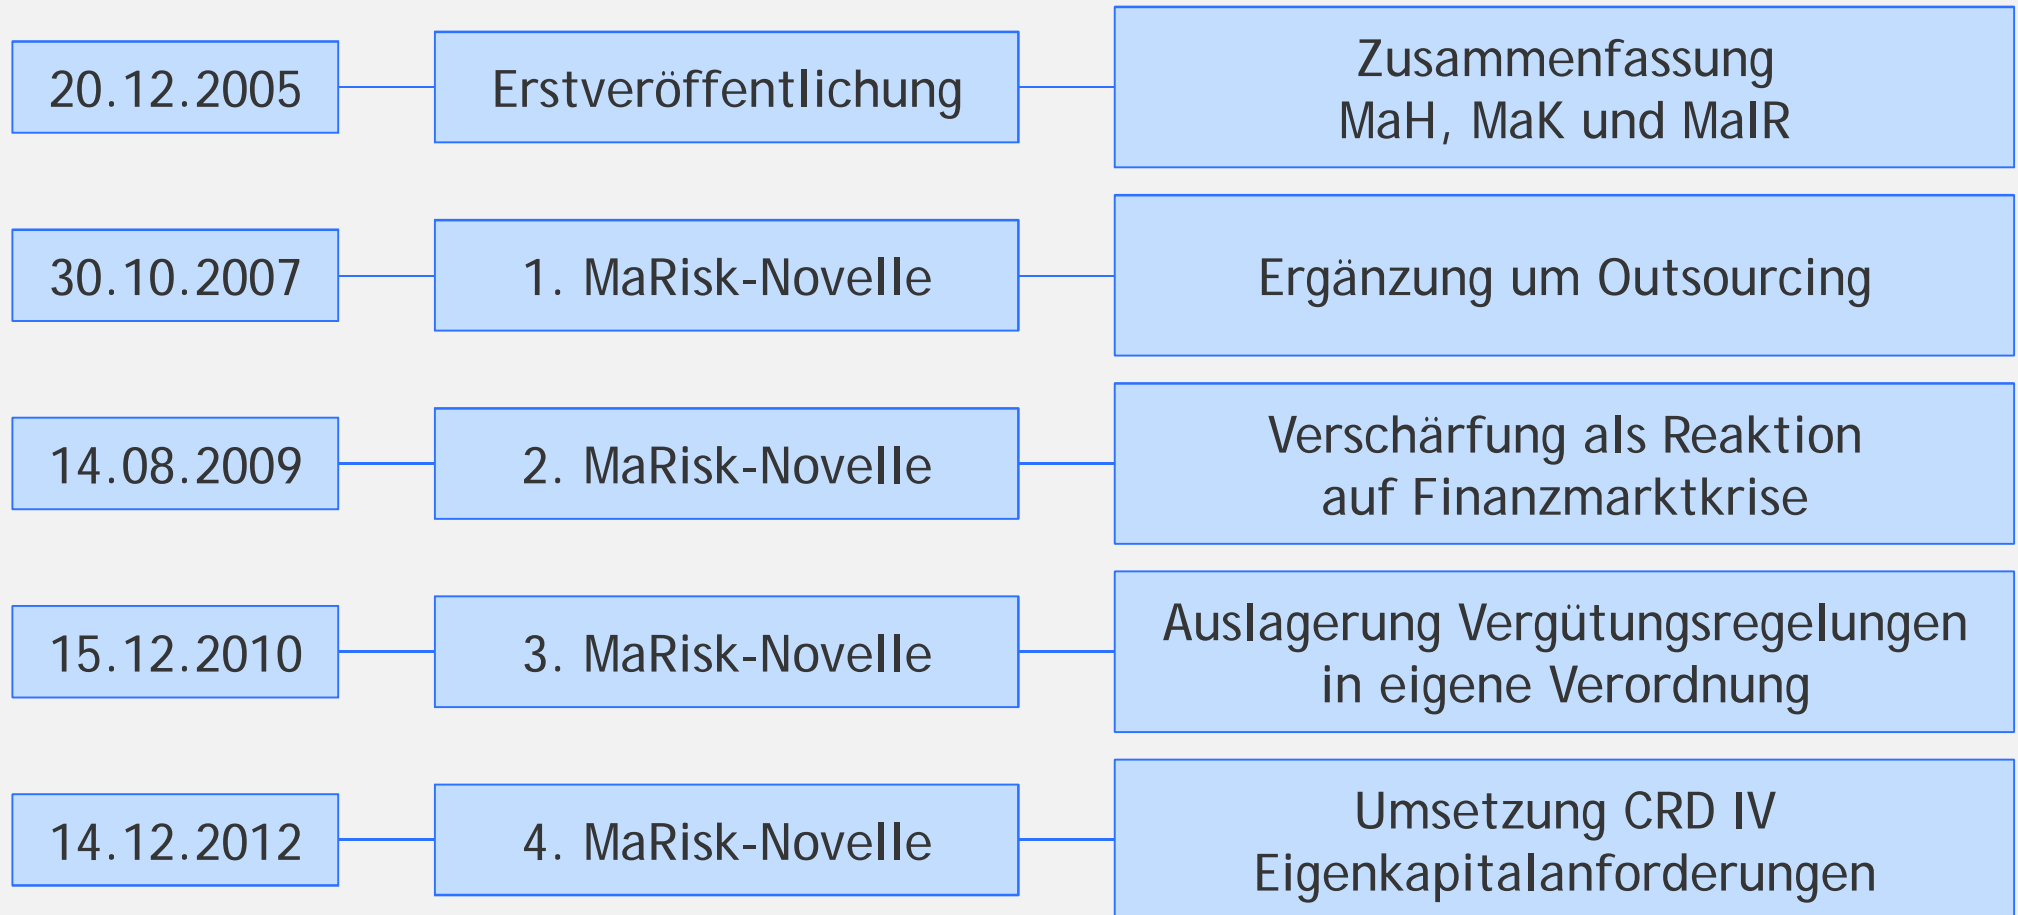 20.12.2005
Erstveröffentlichung
Zusammenfassung
MaH, MaK und MaIR
30.10.2007
1. MaRisk-Novelle
Ergänzung um Outsourcing
14.08.2009
2. MaRisk-Novelle
Verschärfung als Reaktion
auf Finanzmarktkrise
15.12.2010
3. MaRisk-Novelle
Auslagerung Vergütungsregelungen
in eigene Verordnung
14.12.2012
4. MaRisk-Novelle
Umsetzung CRD IV
Eigenkapitalanforderungen